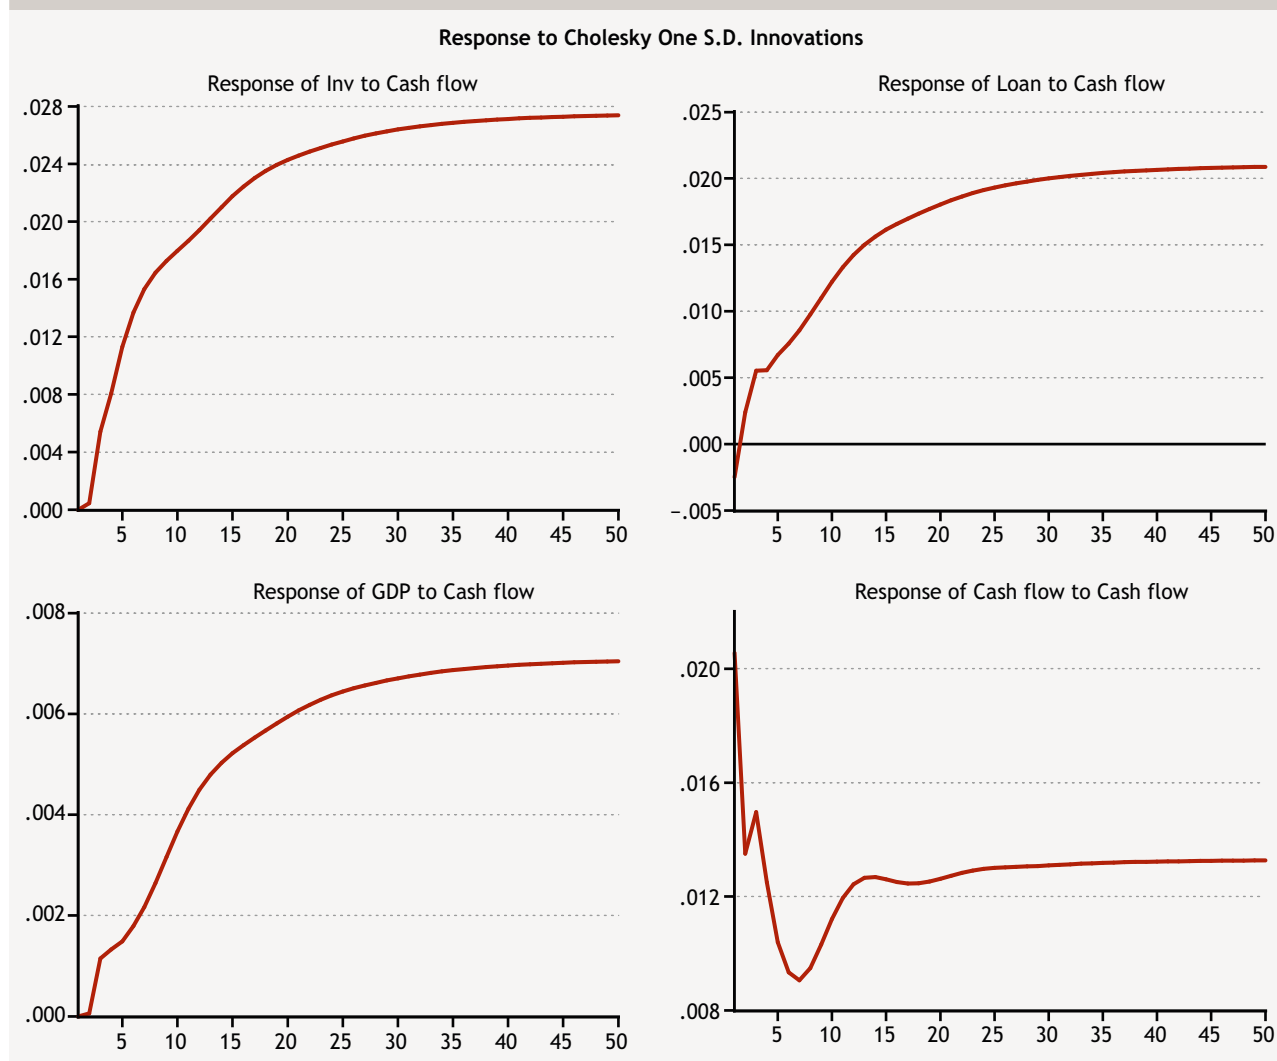 Response to Cholesky One S.D. Innovations
Response of Inv to Cash flow
.028
.024
.020
.016
.012
.008
.004
.000
5 10 15 20 25 30 35 40 45 50
Response of Loan to Cash flow
.025
.020
.015
.010
.005
.000
–.005
5 10 15 20 25 30 35 40 45 50
Response of GDP to Cash flow
.008
.006
.004
.002
.000
5 10 15 20 25 30 35 40 45 50
Response of Cash flow to Cash flow
.020
.016
.012
.008
5 10 15 20 25 30 35 40 45 50